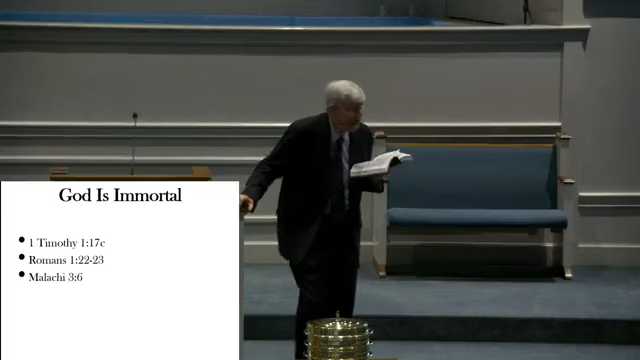 God Is Immortal
1 Timothy 1:17c
Romans 1:22-23
Malachi 3:6